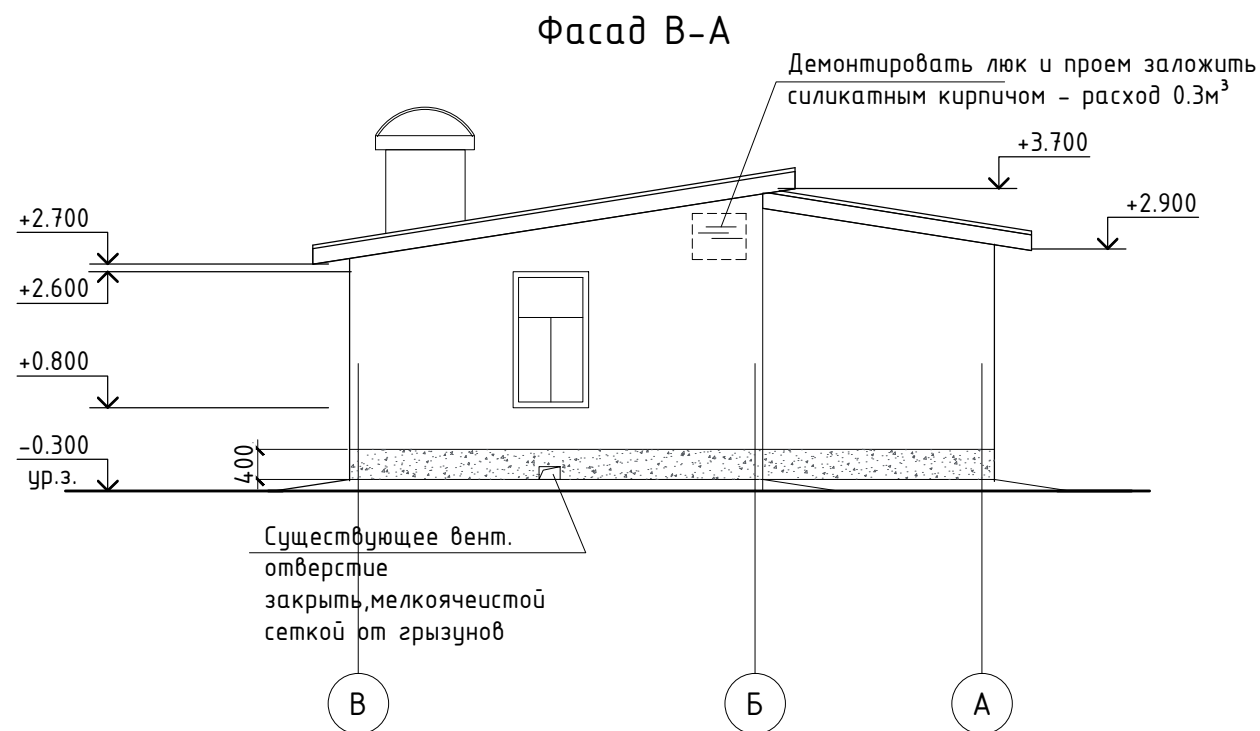 Фасад В-А
Демонтировать люк и проем заложить
силикатным кирпичом - расход 0.3м³
+3.700
+2.900
+2.700
+2.600
+0.800
-0.300
ур.з.
400
Существующее вент.
отверстие
закрыть,мелкоячеистой
сеткой от грызунов
В
Б
А